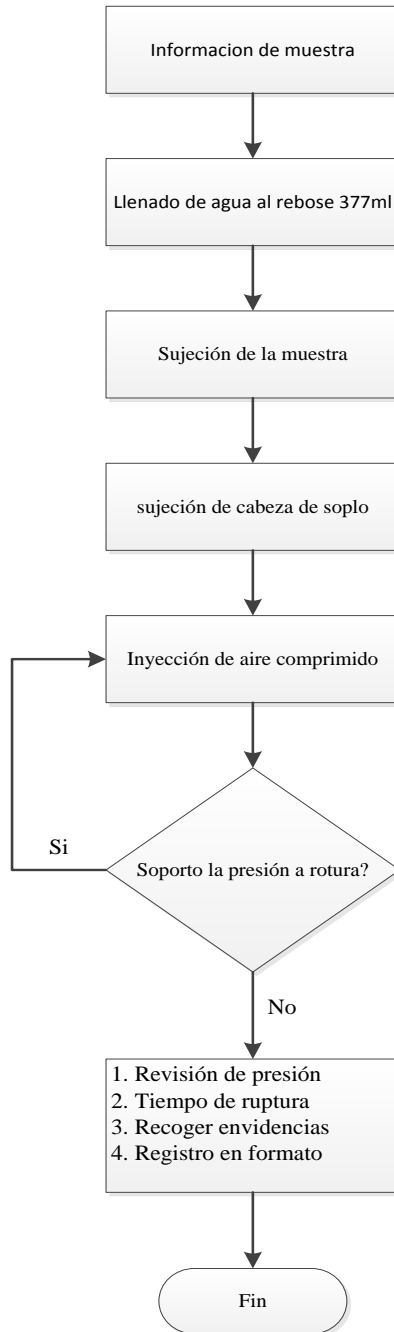 Informacion de muestra
Llenado de agua al rebose 377ml
Sujeción de la muestra
sujeción de cabeza de soplo
Inyección de aire comprimido
Si
Soporto la presión a rotura?
No
1. Revisión de presión
2. Tiempo de ruptura
3. Recoger envidencias
4. Registro en formato
Fin